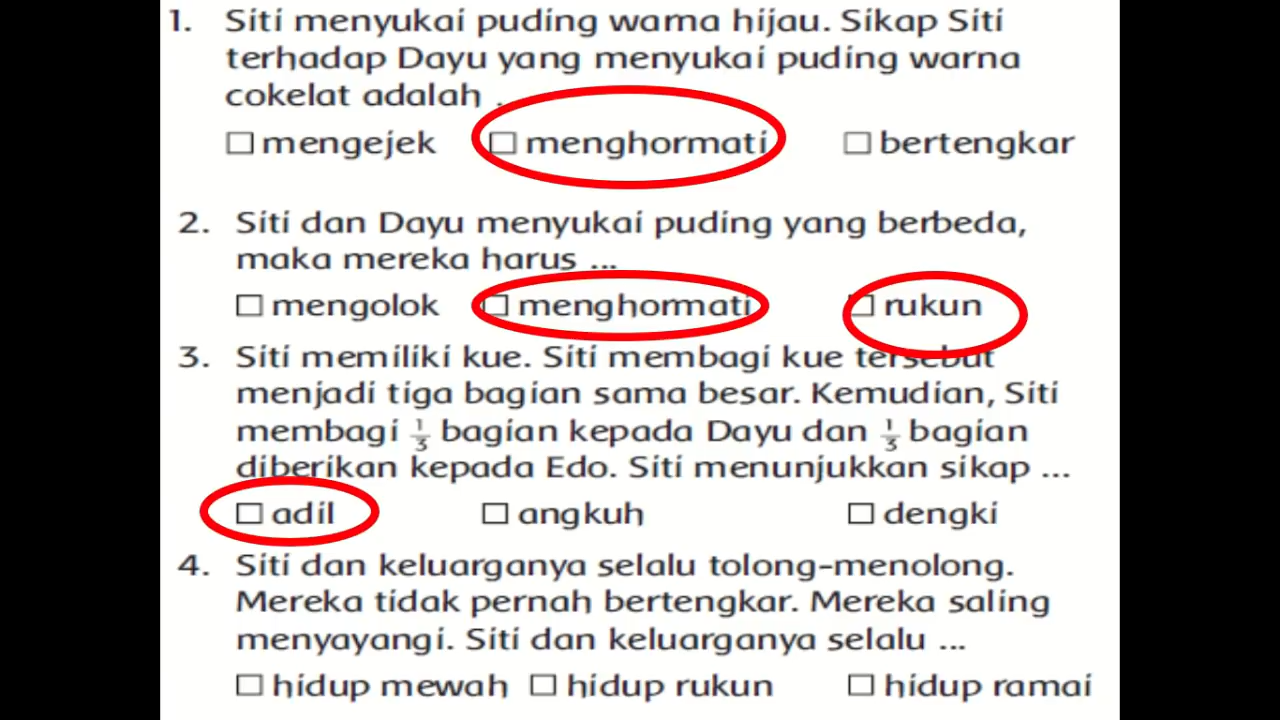 1. Siti menyukai puding warna hijau. Sikap Siti
terhadap Dayu yang menyukai puding warna
cokelat adalah .
☐ mengejek ☐ menghormati ☐ bertengkar
2. Siti dan Dayu menyukai puding yang berbeda,
maka mereka harus ...
☐ mengolok ☐ menghormati ☐ rukun
3. Siti memiliki kue. Siti membagi kue tersebut
menjadi tiga bagian sama besar. Kemudian, Siti
membagi 1/3 bagian kepada Dayu dan 1/3 bagian
diberikan kepada Edo. Siti menunjukkan sikap ...
☐ adil ☐ angkuh ☐ dengki
4. Siti dan keluarganya selalu tolong-menolong.
Mereka tidak pernah bertengkar. Mereka saling
menyayangi. Siti dan keluarganya selalu ...
☐ hidup mewah ☐ hidup rukun ☐ hidup ramai